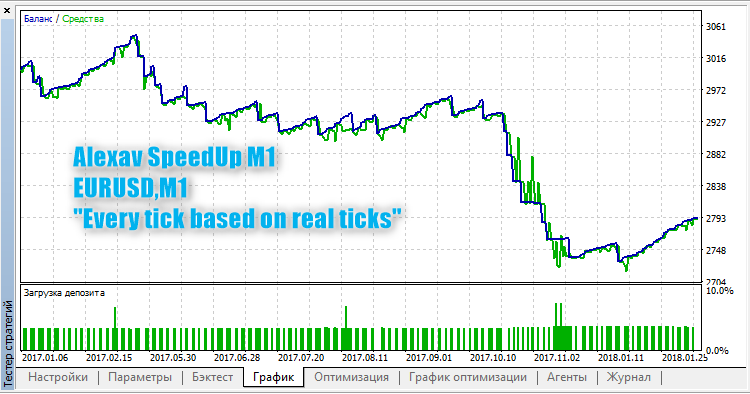 Баланс / Средства
3061
3016
2972
2927
2882
2838
2793
2748
2704
Alexav SpeedUp M1
EURUSD,M1
"Every tick based on real ticks"
Загрузка депозита
10.0%
0.0%
2017.01.06 2017.02.15 2017.05.30 2017.06.28 2017.07.20 2017.08.11 2017.09.01 2017.10.10 2017.11.02 2018.01.11 2018.01.25
Тестер стратегий
Настройки Параметры Бэктест График Оптимизация График оптимизации Агенты Журнал